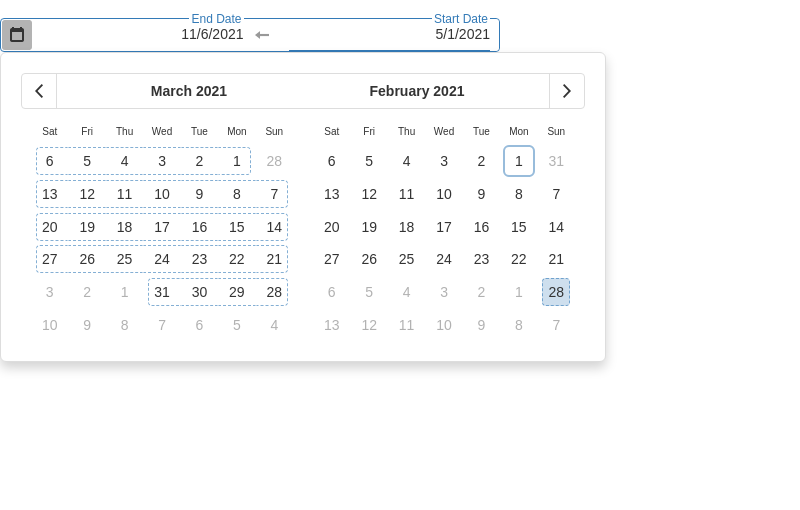 End Date Start Date
11/6/2021 5/1/2021
March 2021 February 2021
Sat Fri Thu Wed Tue Mon Sun Sat Fri Thu Wed Tue Mon Sun
6 5 4 3 2 1 28 6 5 4 3 2 1 31
13 12 11 10 9 8 7 13 12 11 10 9 8 7
20 19 18 17 16 15 14 20 19 18 17 16 15 14
27 26 25 24 23 22 21 27 26 25 24 23 22 21
3 2 1 31 30 29 28 6 5 4 3 2 1 28
10 9 8 7 6 5 4 13 12 11 10 9 8 7